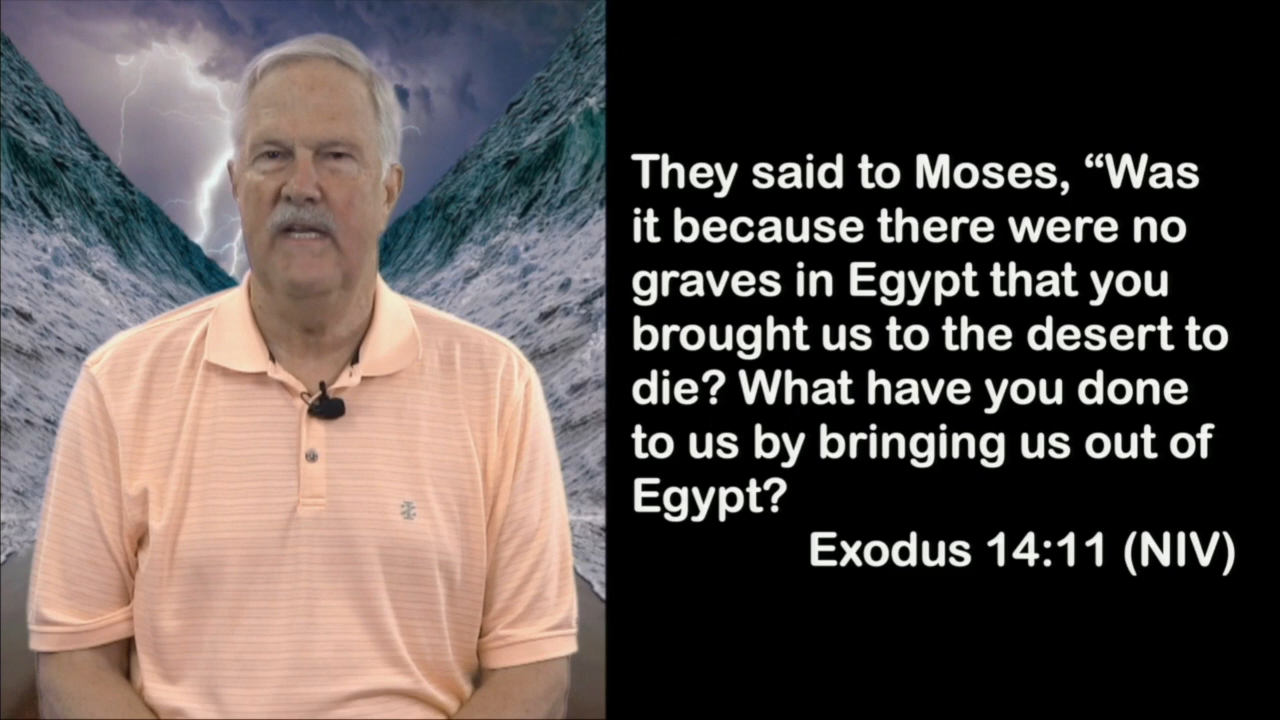 They said to Moses, “Was
it because there were no
graves in Egypt that you
brought us to the desert to
die? What have you done
to us by bringing us out of
Egypt?
Exodus 14:11 (NIV)